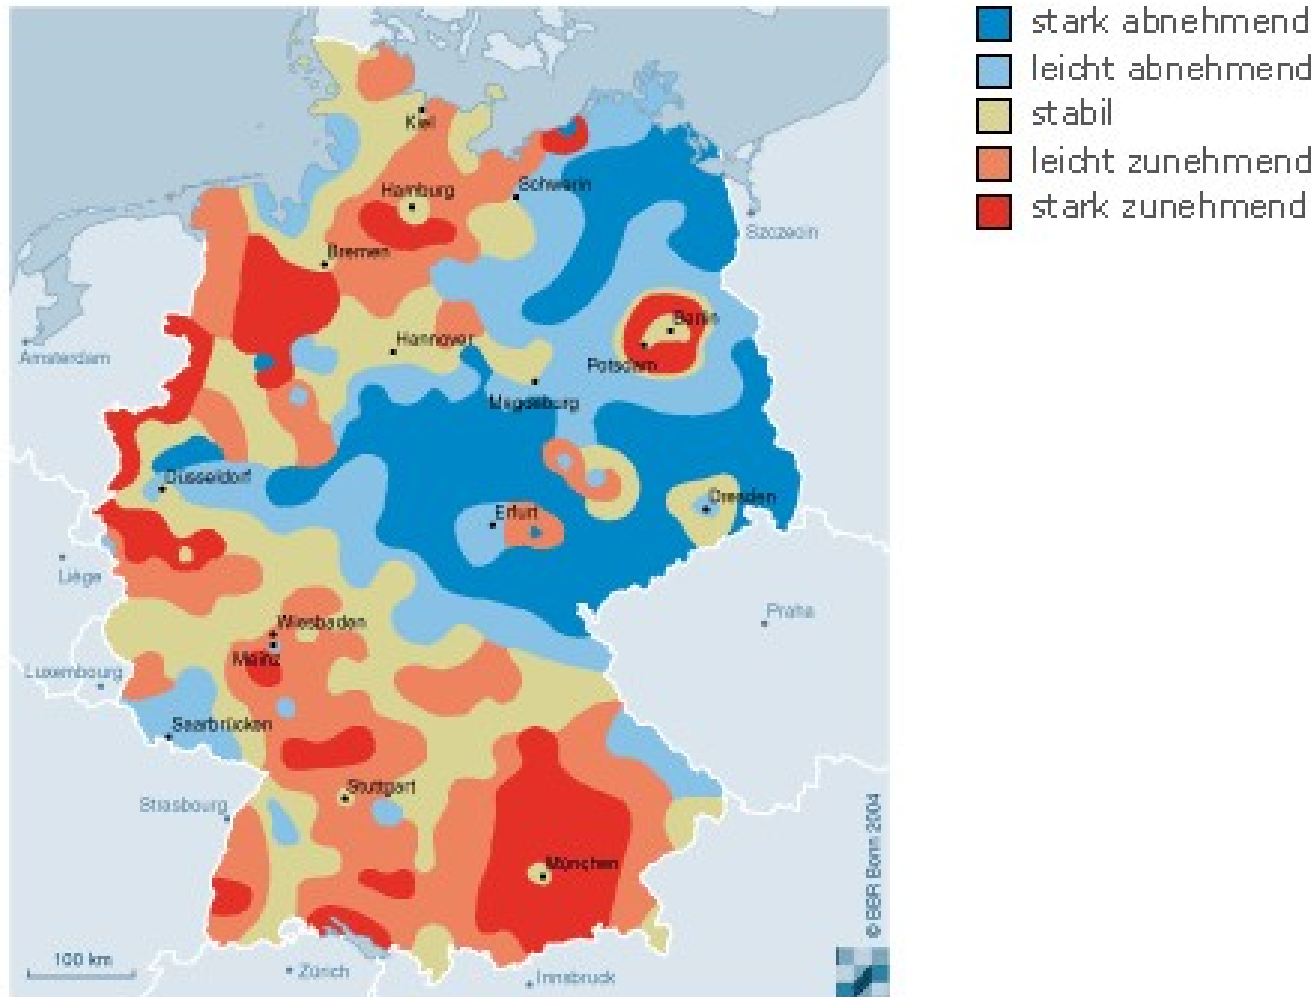 stark abnehmend
leicht abnehmend
stabil
leicht zunehmend
stark zunehmend
Kiel
Hamburg
Schwerin
Szczecin
Bremen
Berlin
Hannover
Amsterdam
Potsdam
Magdeburg
Düsseldorf
Dresden
Erfurt
Liège
Praha
Wiesbaden
Mainz
Luxembourg
Saarbrücken
Stuttgart
Strasbourg
München
© BBR Bonn 2004
100 km
Zürich
Innsbruck